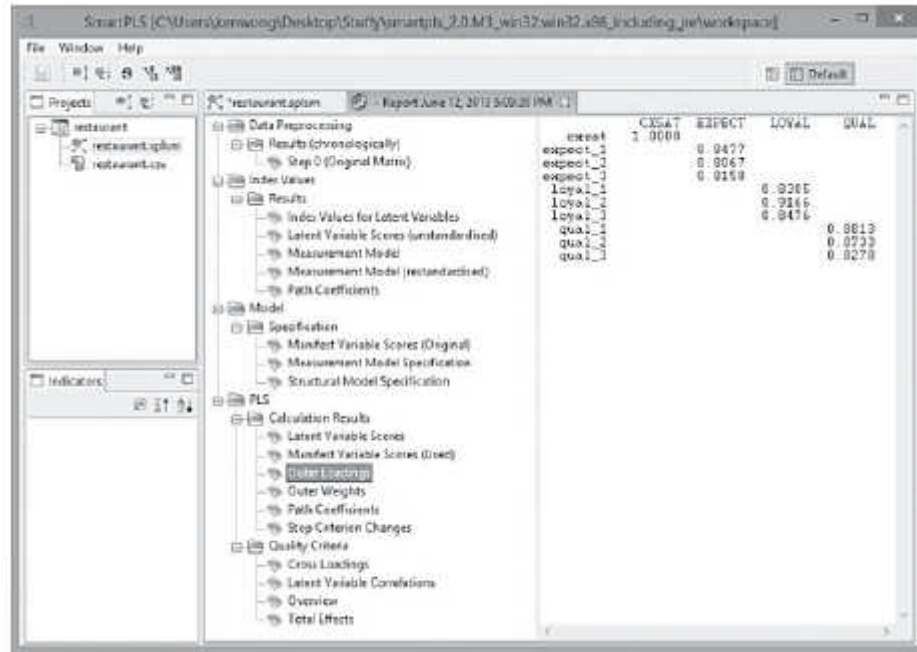 SmartPLS [C:\Users\kenwong\Desktop\Study\smartpls_2.0.M3_win32.win32.x86_including_jre\workspace]
File Window Help
Default
Projects
restaurant
restaurant.splsm
restaurant.csv
Indicators
*restaurant.splsm
Report June 12, 2013 PM
Data Preprocessing
Results (chronologically)
Step 0 (Original Matrix)
Index Values
Results
Index Values for Latent Variables
Latent Variable Scores (unstandardised)
Measurement Model
Measurement Model (restandardised)
Path Coefficients
Model
Specification
Manifest Variable Scores (Original)
Measurement Model Specification
Structural Model Specification
PLS
Calculation Results
Latent Variable Scores
Manifest Variable Scores (Used)
Outer Loadings
Outer Weights
Path Coefficients
Stop Criterion Changes
Quality Criteria
Cross Loadings
Latent Variable Correlations
Overview
Total Effects
CXSAT EXPECT LOYAL QUAL
cxsat 1.0000
expect_1 0.8477
expect_2 0.8067
expect_3 0.8158
loyal_1 0.8385
loyal_2 0.9166
loyal_3 0.8476
qual_1 0.8813
qual_2 0.8733
qual_3 0.8278